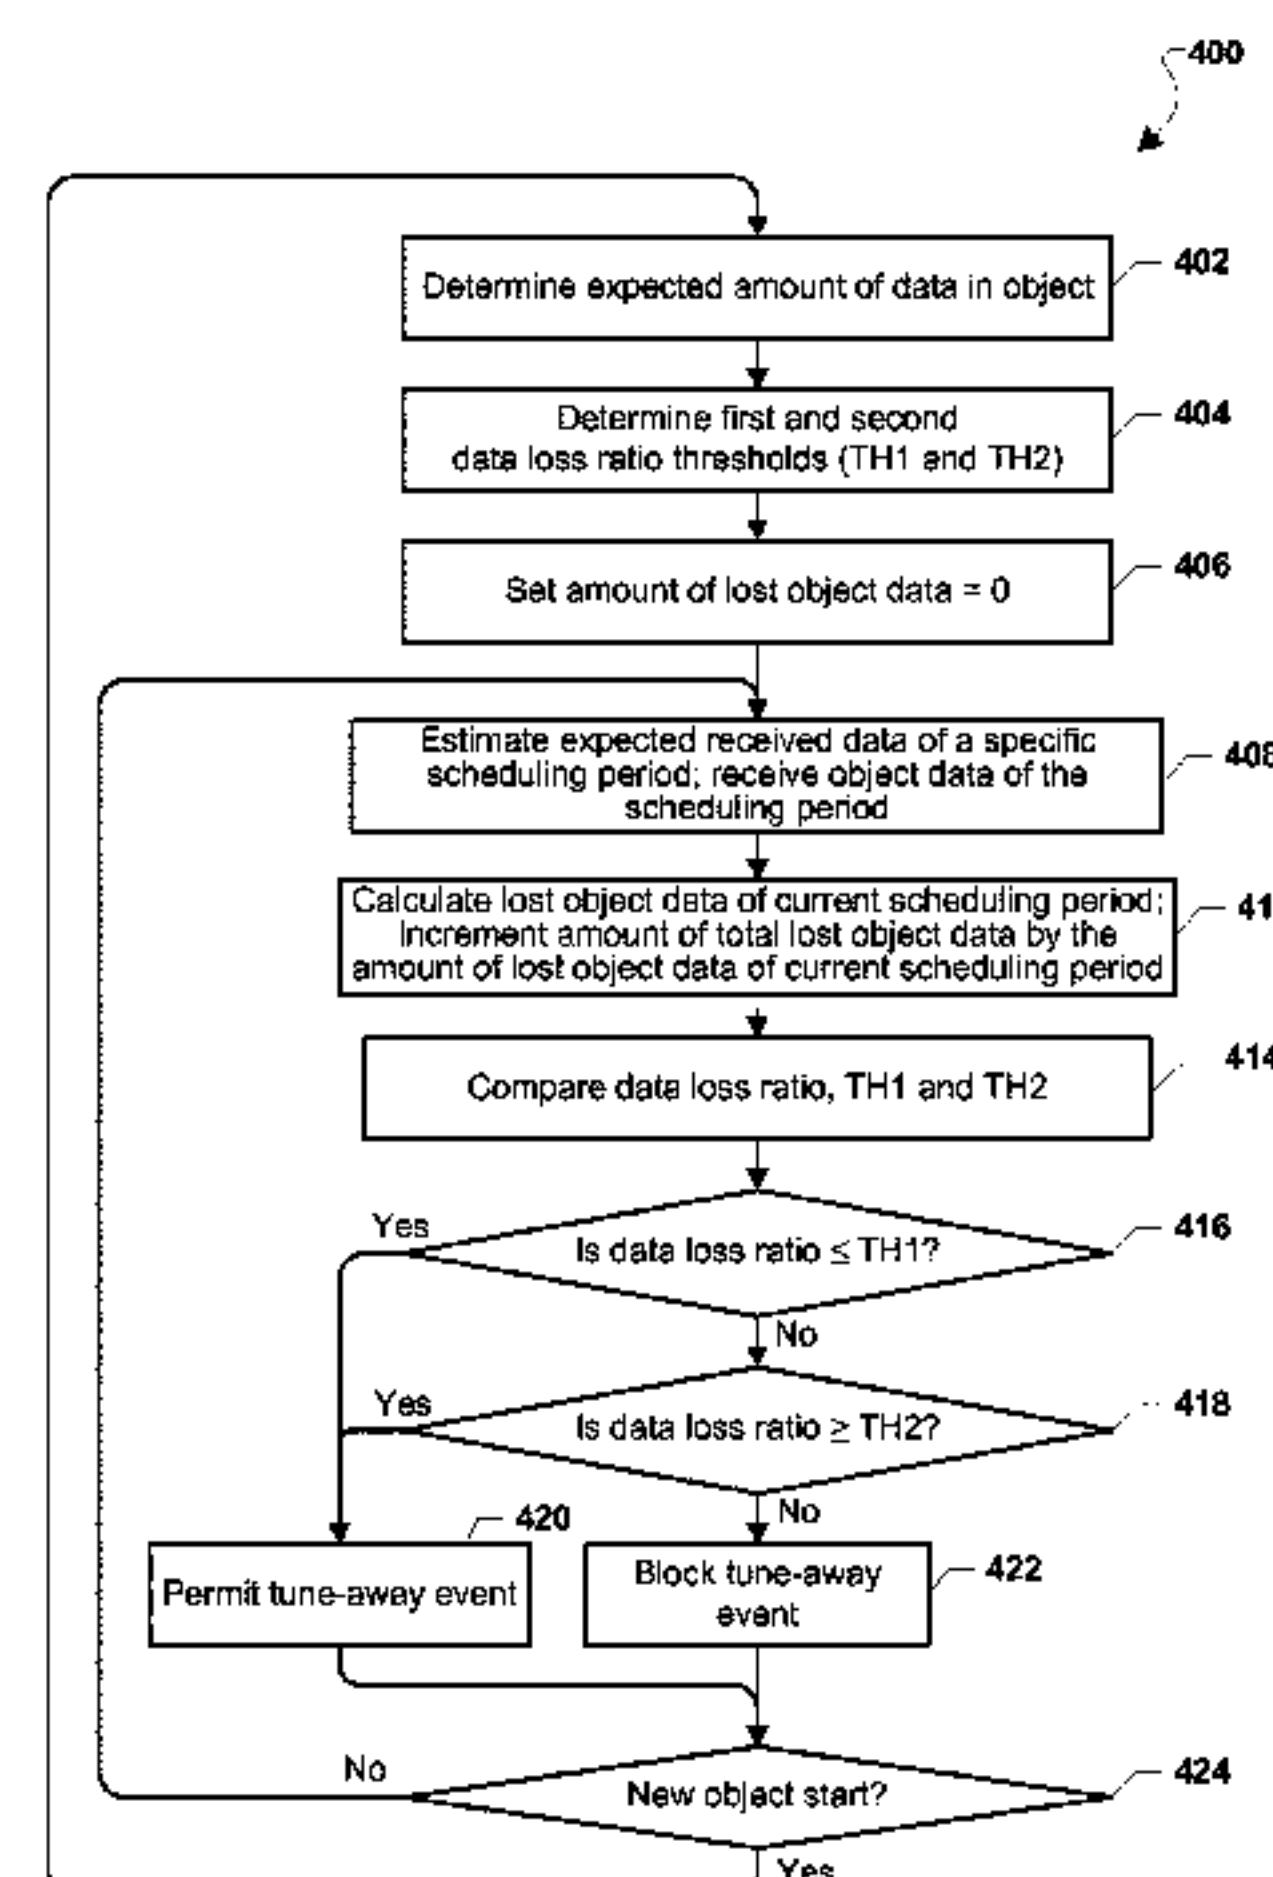 400
Determine expected amount of data in object
402
Determine first and second
data loss ratio thresholds (TH1 and TH2)
404
Set amount of lost object data = 0
406
Estimate expected received data of a specific
scheduling period; receive object data of the
scheduling period
408
Calculate lost object data of current scheduling period;
Increment amount of total lost object data by the
amount of lost object data of current scheduling period
41
Compare data loss ratio, TH1 and TH2
414
Yes
Is data loss ratio ≤ TH1?
416
No
Yes
Is data loss ratio ≥ TH2?
418
No
420
Permit tune-away event
Block tune-away
event
422
No
New object start?
424
Yes